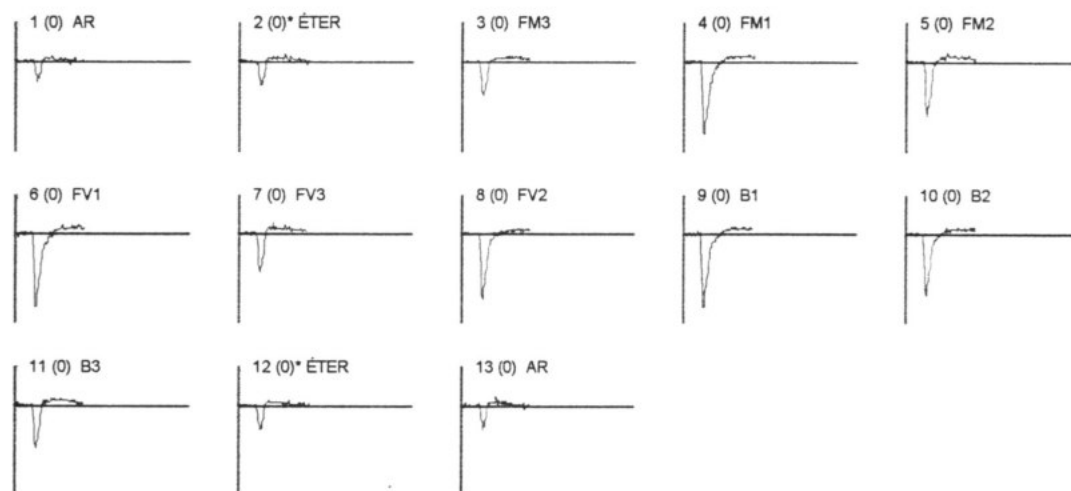 1 (0) AR
2 (0)* ÉTER
3 (0) FM3
4 (0) FM1
5 (0) FM2
6 (0) FV1
7 (0) FV3
8 (0) FV2
9 (0) B1
10 (0) B2
11 (0) B3
12 (0)* ÉTER
13 (0) AR